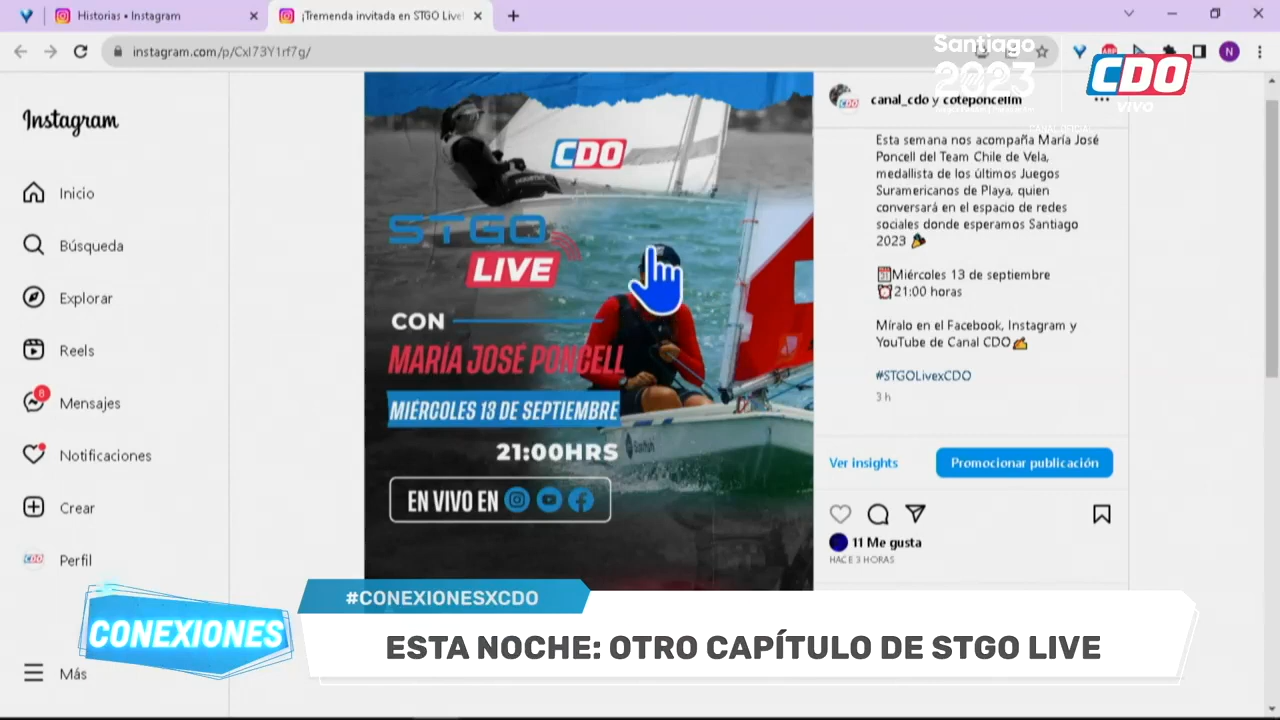 Historias • Instagram
¡Tremenda invitada en STGO Live!
instagram.com/p/CxI73Y1rf7g/
N
Santiago
2023
CDO
VIVO
Instagram
Inicio
Búsqueda
Explorar
Reels
8
Mensajes
Notificaciones
Crear
CDO
Perfil
Más
CDO
STGO
LIVE
CON
MARÍA JOSÉ PONCELL
MIÉRCOLES 13 DE SEPTIEMBRE
21:00HRS
EN VIVO EN
Sunfish
CDO
canal_cdo y coteponcellm
Esta semana nos acompaña María José
Poncell del Team Chile de Vela,
medallista de los últimos Juegos
Suramericanos de Playa, quien
conversará en el espacio de redes
sociales donde esperamos Santiago
2023 🎉
🗓Miércoles 13 de septiembre
⏰21:00 horas
Míralo en el Facebook, Instagram y
YouTube de Canal CDO✍
#STGOLivexCDO
3 h
Ver insights
Promocionar publicación
11 Me gusta
HACE 3 HORAS
#CONEXIONESXCDO
CONEXIONES
ESTA NOCHE: OTRO CAPÍTULO DE STGO LIVE